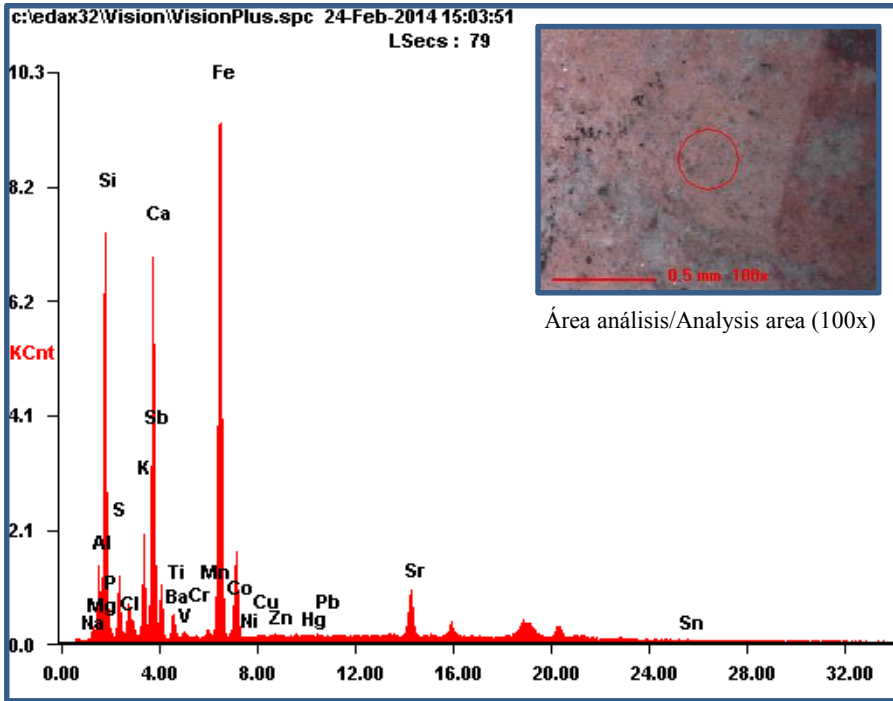 c:\edax32\Vision\VisionPlus.spc 24-Feb-2014 15:03:51
LSecs : 79
10.3
8.2
6.2
KCnt
4.1
2.1
0.0
Fe
Si
Ca
Sb
K
S
Al
P
Mg
Na
Cl
Ti
Ba
V
Cr
Mn
Co
Ni
Cu
Zn
Hg
Pb
Sr
Sn
0.00 4.00 8.00 12.00 16.00 20.00 24.00 28.00 32.00
0.5 mm 100x
Área análisis/Analysis area (100x)